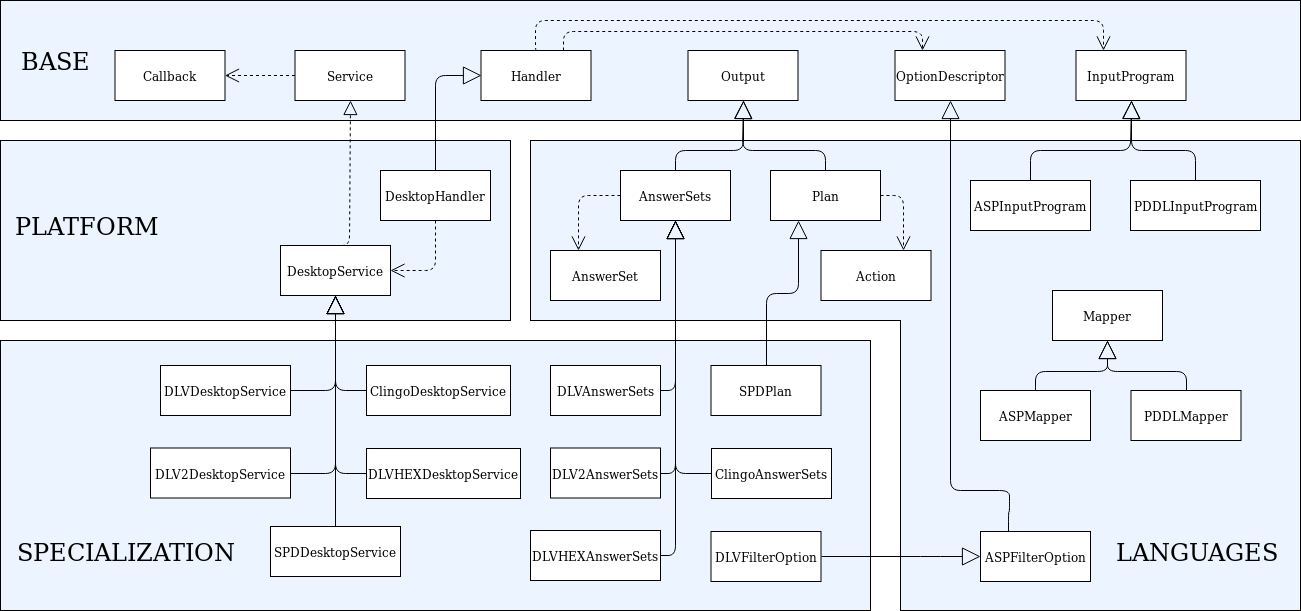 BASE
Callback
Service
Handler
Output
OptionDescriptor
InputProgram
PLATFORM
DesktopHandler
DesktopService
AnswerSets
Plan
AnswerSet
Action
ASPInputProgram
PDDLInputProgram
Mapper
ASPMapper
PDDLMapper
ASPFilterOption
LANGUAGES
DLVDesktopService
ClingoDesktopService
DLVAnswerSets
SPDPlan
DLV2DesktopService
DLVHEXDesktopService
DLV2AnswerSets
ClingoAnswerSets
SPECIALIZATION
SPDDesktopService
DLVHEXAnswerSets
DLVFilterOption